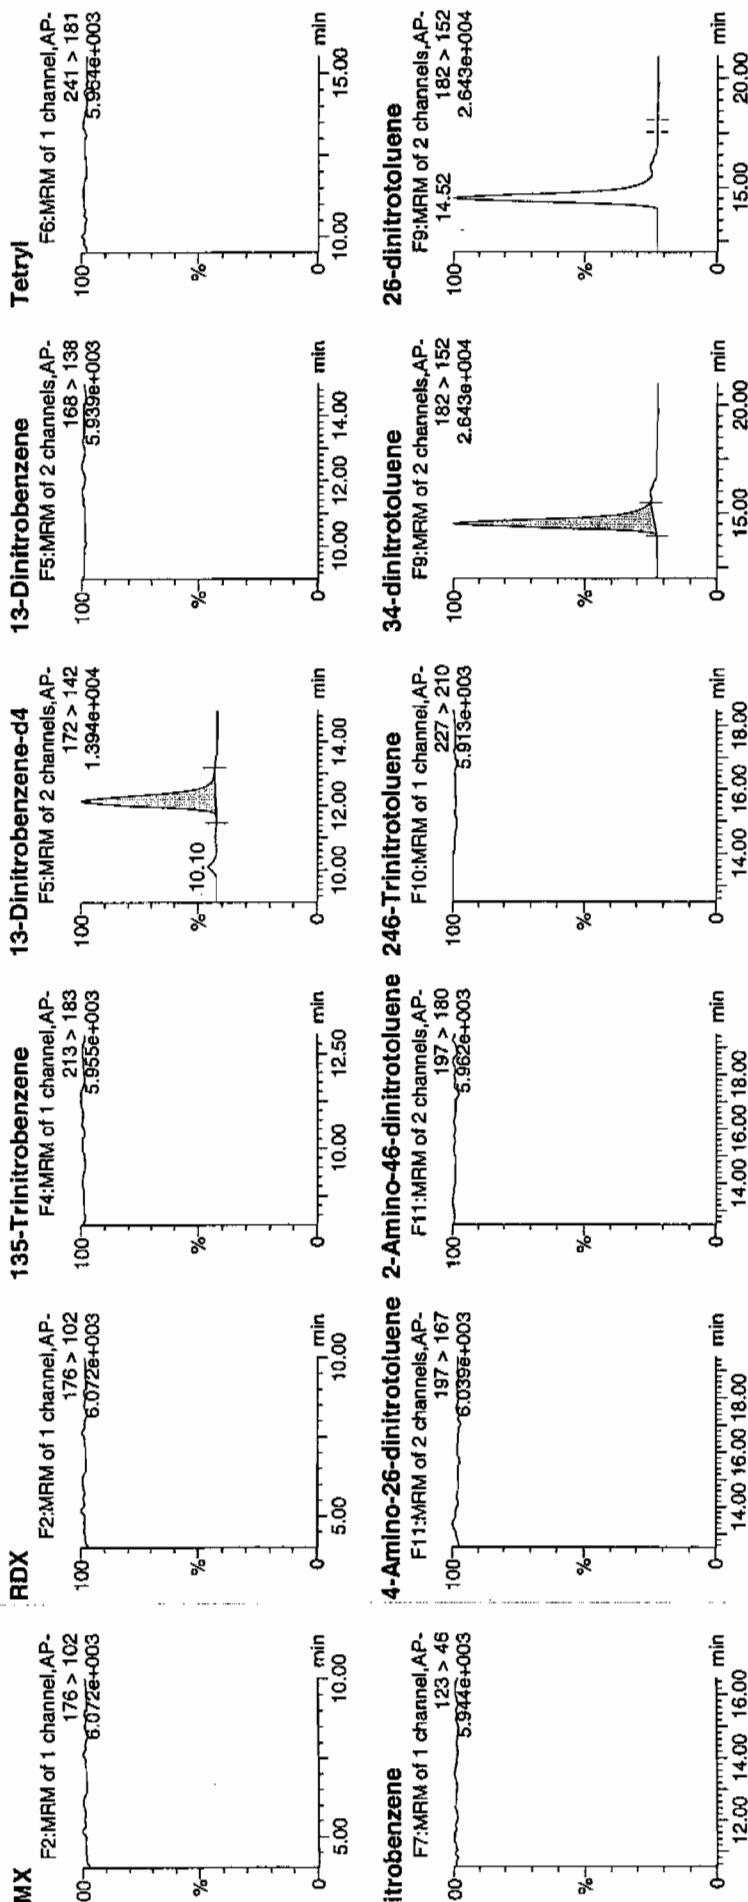 MX
F2:MRM of 1 channel,AP-
176 > 102
6.072e+003
00
%
0
5.00
10.00
min
RDX
F2:MRM of 1 channel,AP-
176 > 102
6.072e+003
100
%
0
5.00
10.00
min
135-Trinitrobenzene
F4:MRM of 1 channel,AP-
213 > 183
5.955e+003
100
%
0
10.00
12.50
min
13-Dinitrobenzene-d4
F5:MRM of 2 channels,AP-
172 > 142
1.394e+004
100
%
10.10
0
10.00
12.00
14.00
min
13-Dinitrobenzene
F5:MRM of 2 channels,AP-
168 > 138
5.939e+003
100
%
0
10.00
12.00
14.00
min
Tetryl
F6:MRM of 1 channel,AP-
241 > 181
5.964e+003
100
%
0
10.00
15.00
min
itrobenzene
F7:MRM of 1 channel,AP-
123 > 46
5.944e+003
00
%
0
12.00
14.00
16.00
min
4-Amino-26-dinitrotoluene
F11:MRM of 2 channels,AP-
197 > 167
6.039e+003
100
%
0
14.00
16.00
18.00
min
2-Amino-46-dinitrotoluene
F11:MRM of 2 channels,AP-
197 > 180
5.962e+003
100
%
0
14.00
16.00
18.00
min
246-Trinitrotoluene
F10:MRM of 1 channel,AP-
227 > 210
5.913e+003
100
%
0
14.00
16.00
18.00
min
34-dinitrotoluene
F9:MRM of 2 channels,AP-
182 > 152
2.643e+004
100
%
0
15.00
20.00
min
26-dinitrotoluene
F9:MRM of 2 channels,AP-
182 > 152
2.643e+004
100
14.52
%
0
15.00
20.00
min